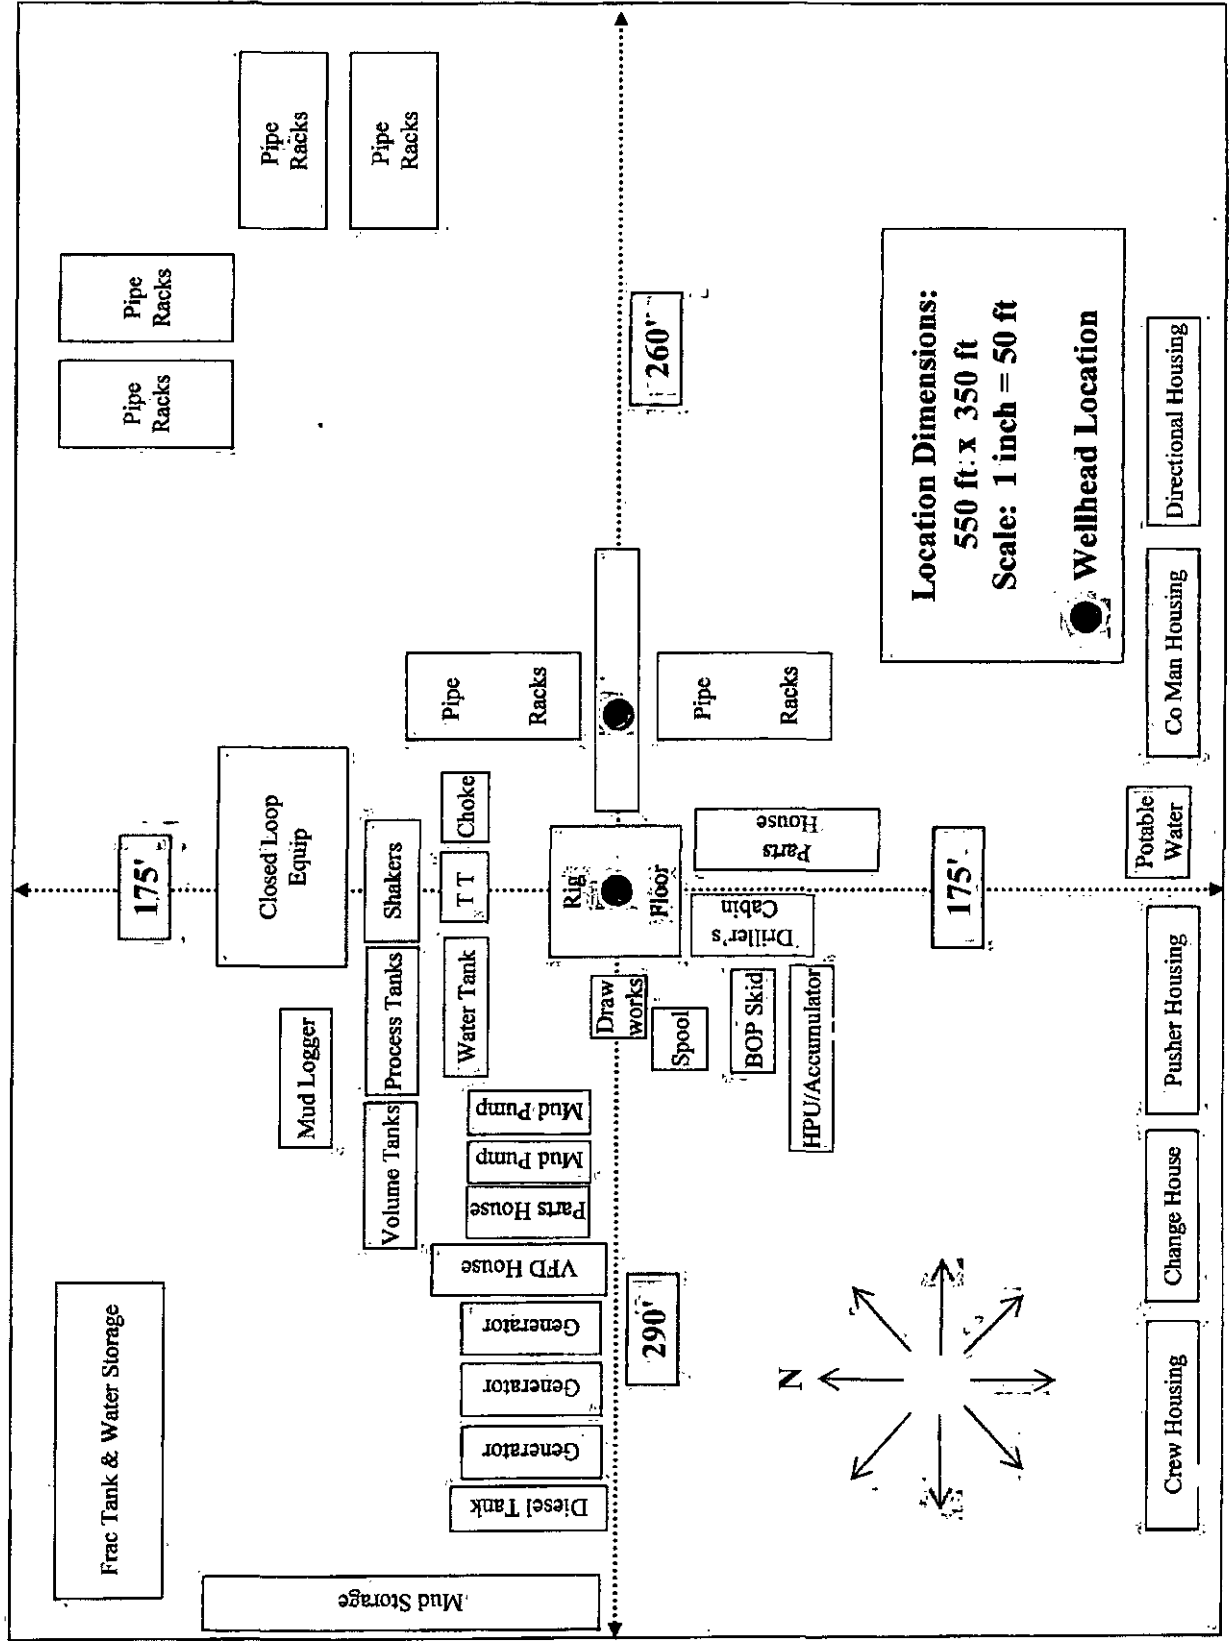 Pipe
Racks
Pipe
Racks
Pipe
Racks
Pipe
Racks
260'
Location Dimensions:
550 ft. x 350 ft
Scale: 1 inch = 50 ft
Wellhead Location
Directional Housing
Co Man Housing
Pipe
Racks
Pipe
Racks
175'
Closed Loop
Equip
Shakers
Choke
T T
Rig
Floor
Parts
House
Driller's
Cabin
175'
Potable
Water
Mud Logger
Process Tanks
Volume Tanks
Water Tank
Draw
works
Spool
BOP Skid
HPU/Accumulator
Pusher Housing
Mud Pump
Mud Pump
Parts House
VFD House
Generator
Generator
Generator
Diesel Tank
290'
N
Change House
Crew Housing
Frac Tank & Water Storage
Mud Storage